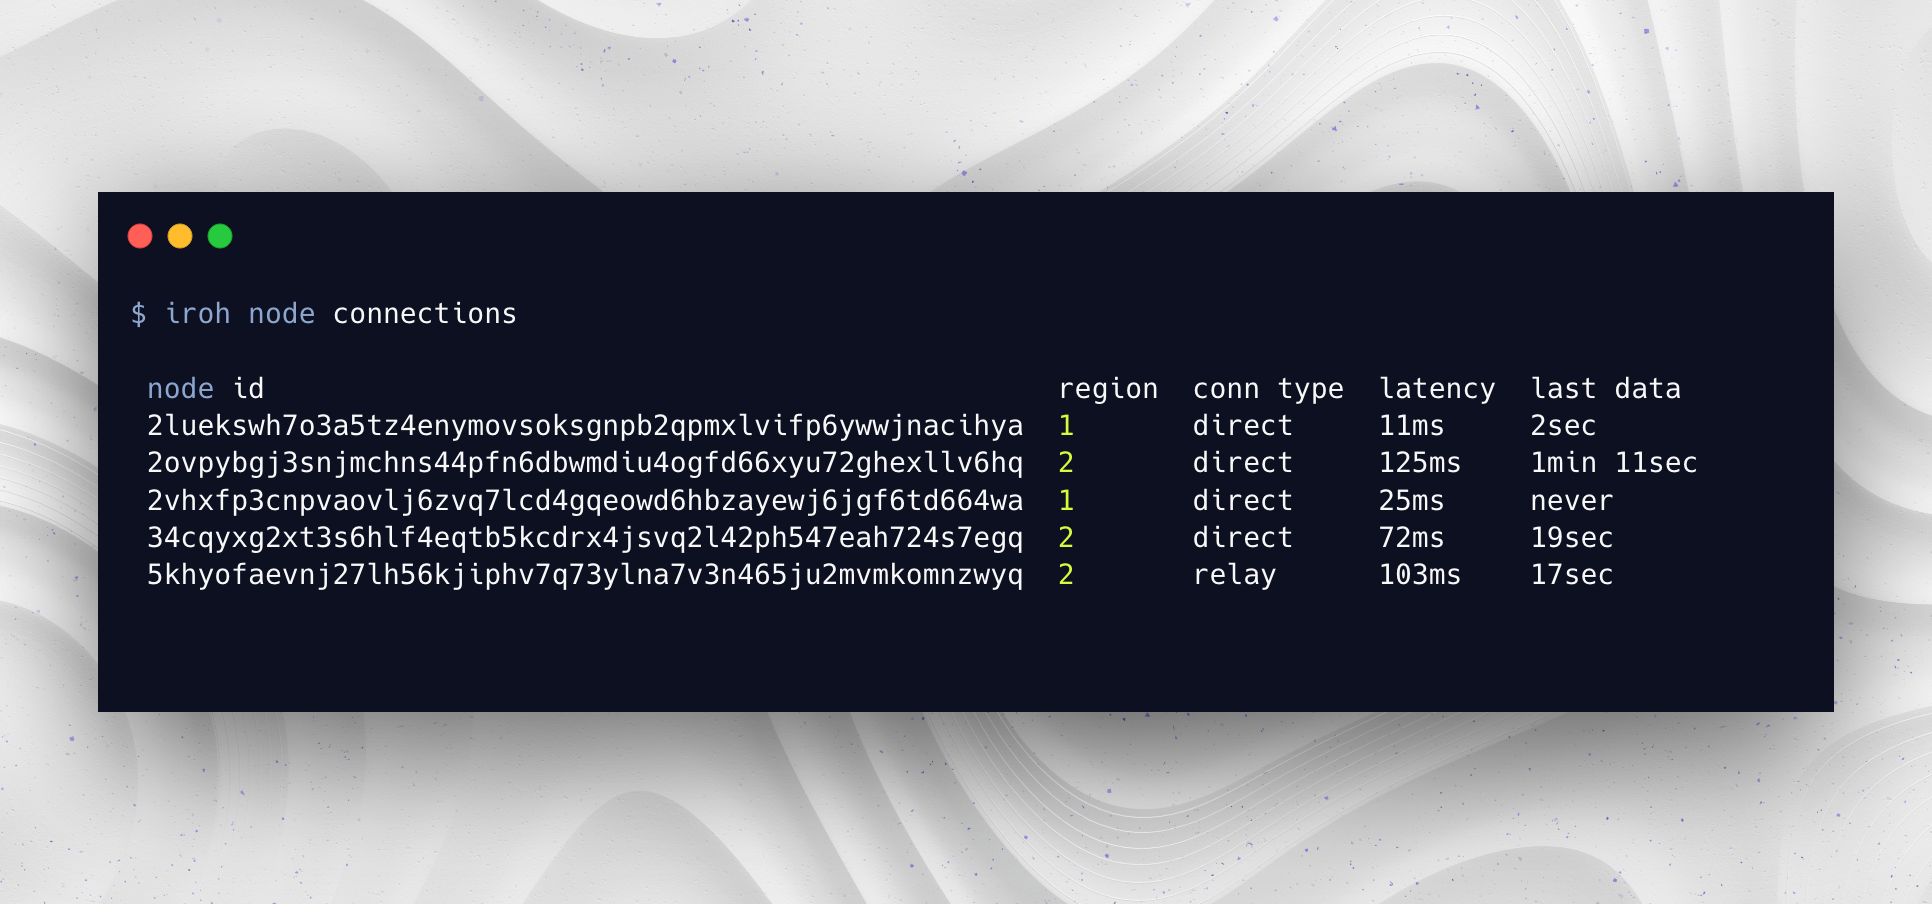 $ iroh node connections
node id region conn type latency last data
2luekswh7o3a5tz4enymovsoksgnpb2qpmxlvifp6ywwjnacihya 1 direct 11ms 2sec
2ovpybgj3snjmchns44pfn6dbwmdiu4ogfd66xyu72ghexllv6hq 2 direct 125ms 1min 11sec
2vhxfp3cnpvaovlj6zvq7lcd4gqeowd6hbzayewj6jgf6td664wa 1 direct 25ms never
34cqyxg2xt3s6hlf4eqtb5kcdrx4jsvq2l42ph547eah724s7egq 2 direct 72ms 19sec
5khyofaevnj27lh56kjiphv7q73ylna7v3n465ju2mvmkomnzwyq 2 relay 103ms 17sec